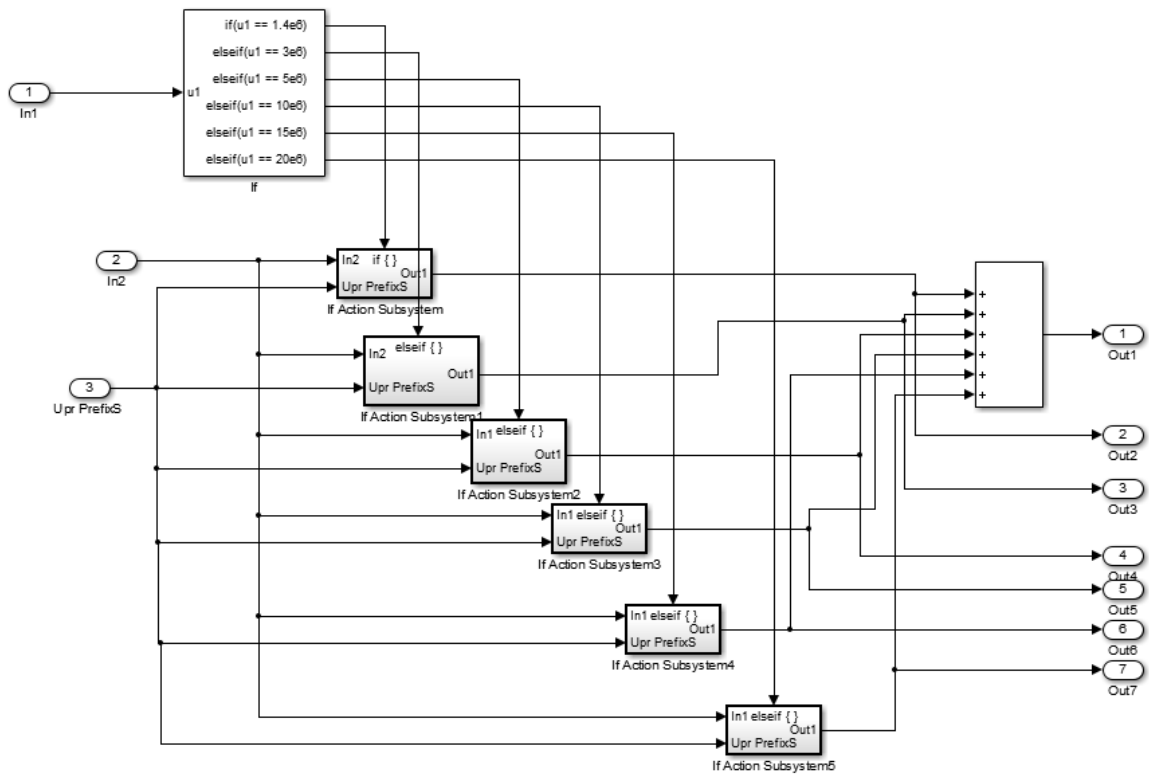 if(u1 == 1.4e6)
elseif(u1 == 3e6)
elseif(u1 == 5e6)
elseif(u1 == 10e6)
elseif(u1 == 15e6)
elseif(u1 == 20e6)
u1
If
1
In1
2
In2
3
Upr PrefixS
In2 if { }
Out1
Upr PrefixS
If Action Subsystem
elseif { }
In2
Out1
Upr PrefixS
If Action Subsystem1
In1 elseif { }
Out1
Upr PrefixS
If Action Subsystem2
In1 elseif { }
Out1
Upr PrefixS
If Action Subsystem3
In1 elseif { }
Out1
Upr PrefixS
If Action Subsystem4
In1 elseif { }
Out1
Upr PrefixS
If Action Subsystem5
+
+
+
+
+
+
1
Out1
2
Out2
3
Out3
4
Out4
5
Out5
6
Out6
7
Out7